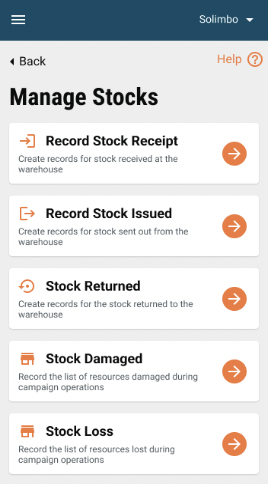 Solimbo
Back
Help
Manage Stocks
Record Stock Receipt
Create records for stock received at the
warehouse
Record Stock Issued
Create records for stock sent out from the
warehouse
Stock Returned
Create records for the stock returned to the
warehouse
Stock Damaged
Record the list of resources damaged during
campaign operations
Stock Loss
Record the list of resources lost during
campaign operations